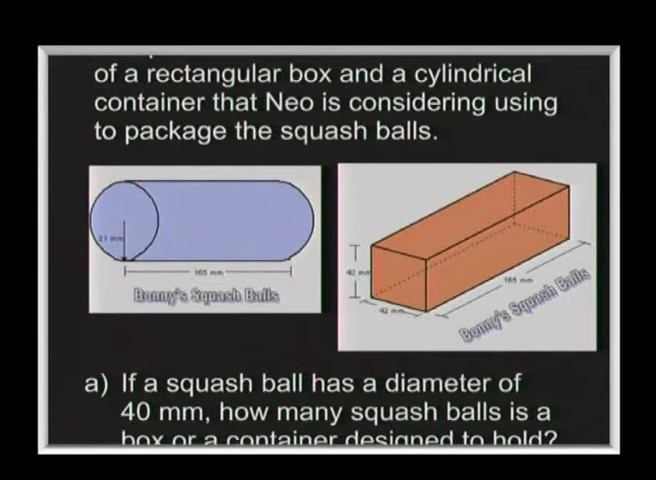 of a rectangular box and a cylindrical
container that Neo is considering using
to package the squash balls.
21 mm
165 mm
Bonny's Squash Balls
42 mm
42 mm
165 mm
Bonny's Squash Balls
a) If a squash ball has a diameter of
40 mm, how many squash balls is a
box or a container designed to hold?